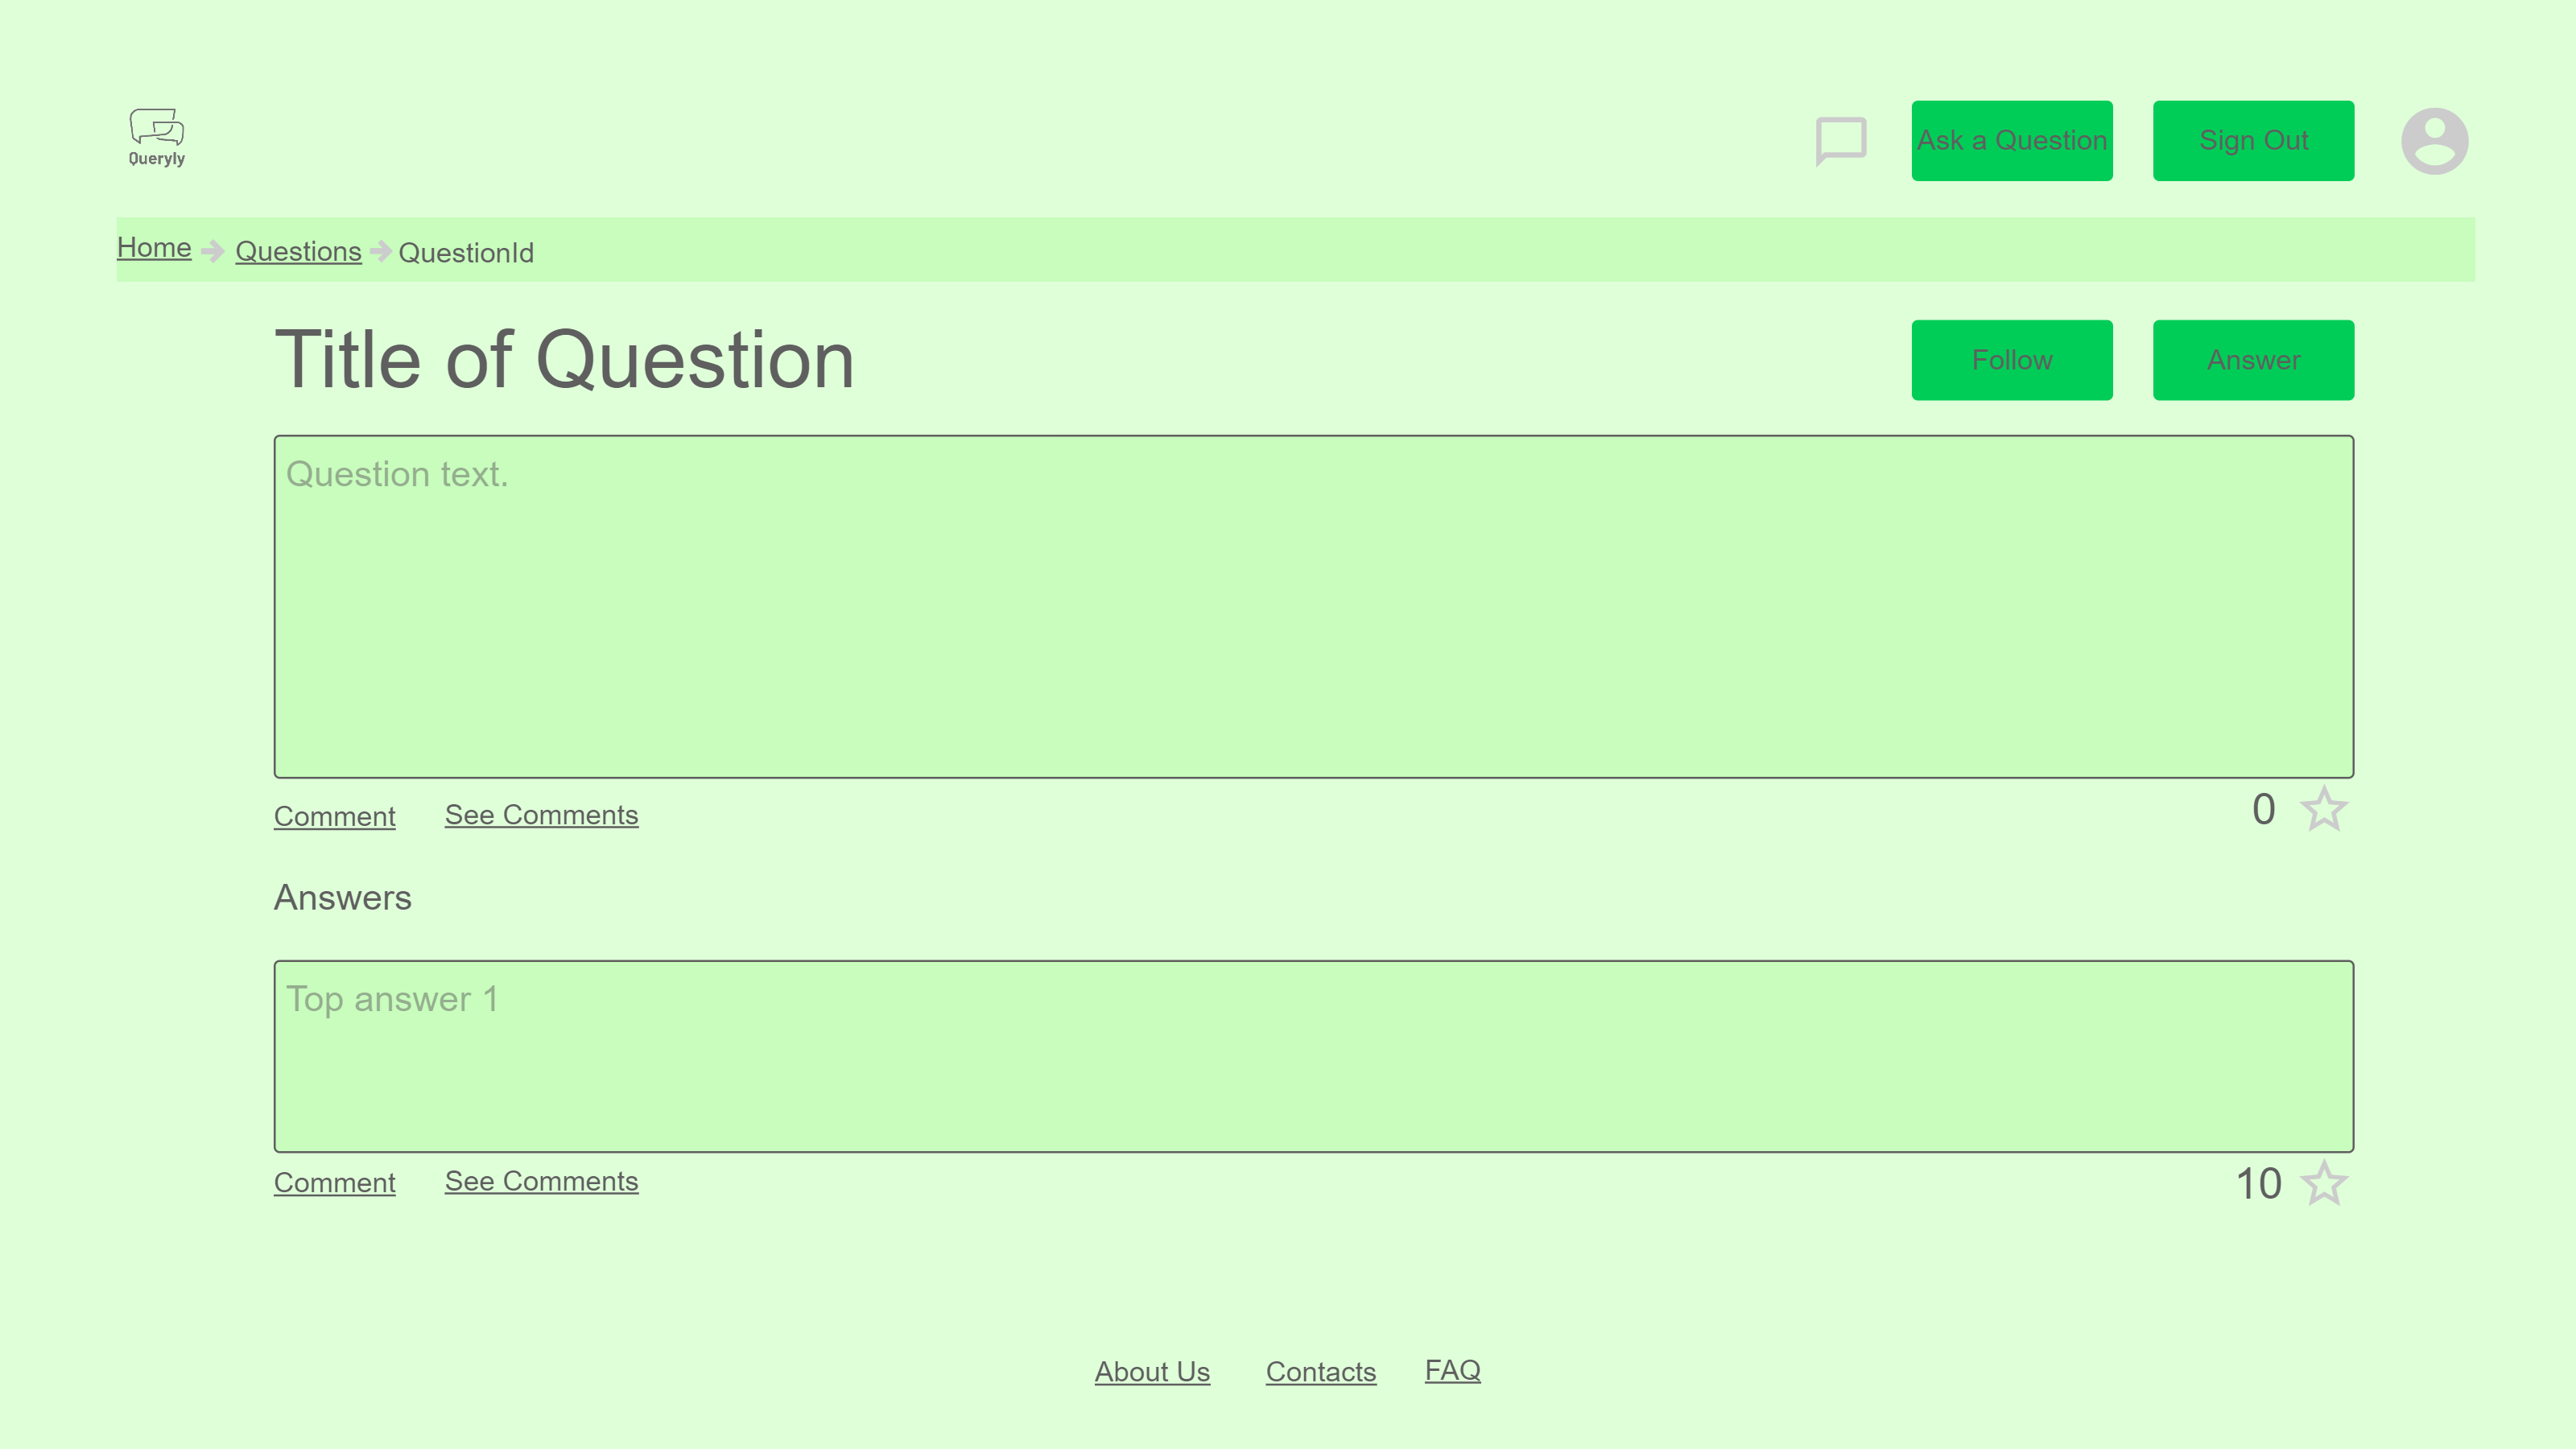 Queryly
Ask a Question
Sign Out
Home
Questions
QuestionId
Title of Question
Follow
Answer
Question text.
Comment
See Comments
0
Answers
Top answer 1
Comment
See Comments
10
About Us
Contacts
FAQ